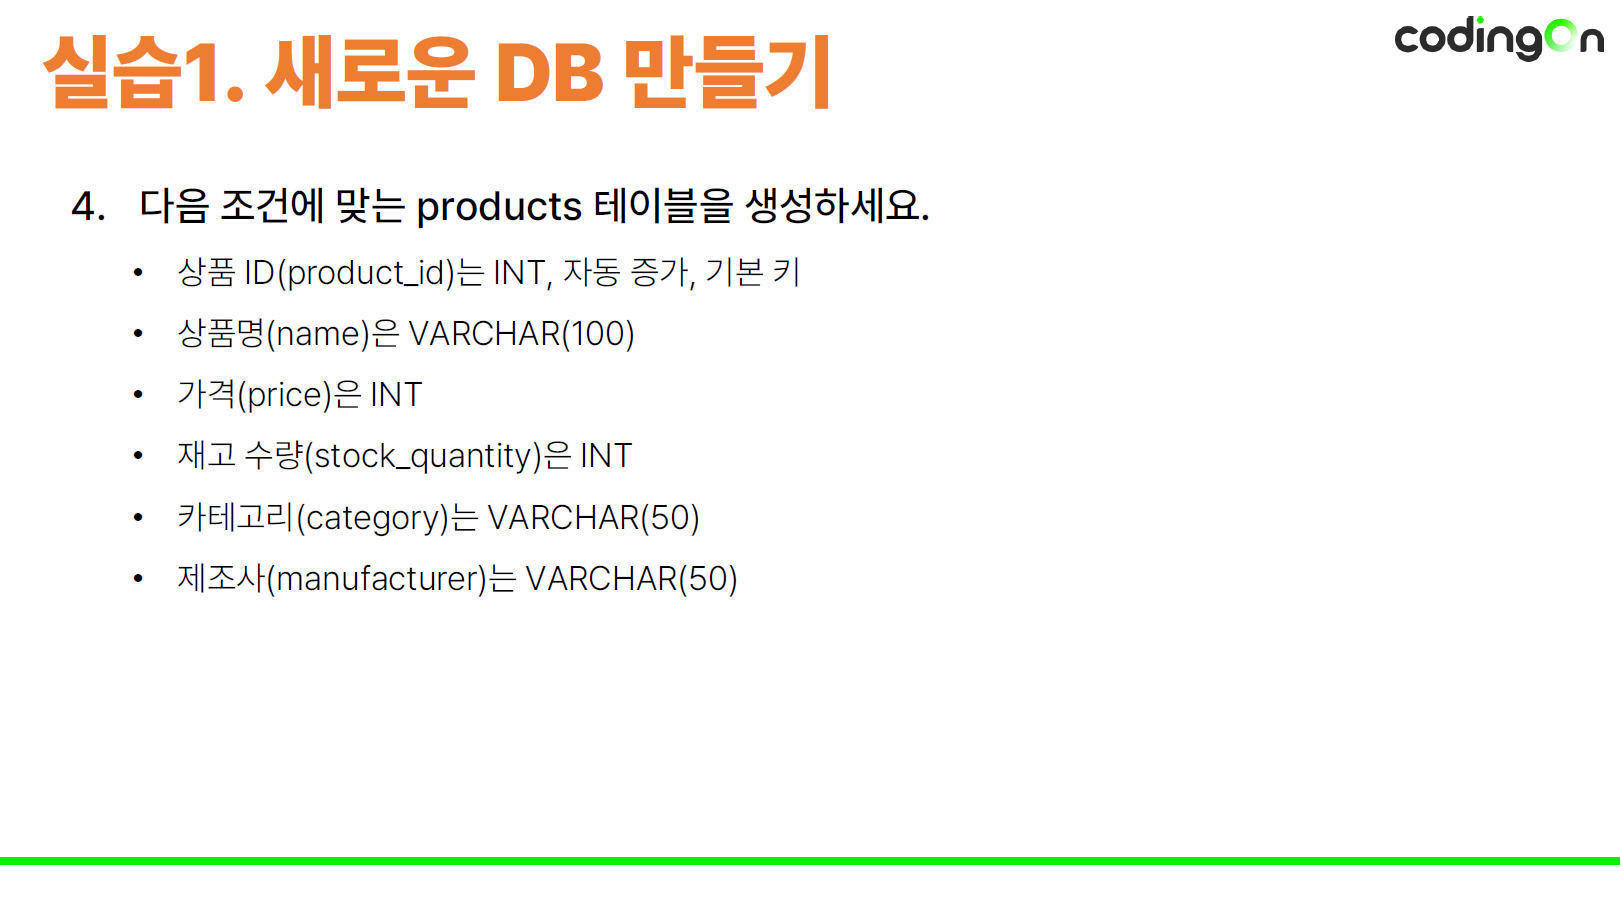 실습1. 새로운 DB 만들기
codingOn
4. 다음 조건에 맞는 products 테이블을 생성하세요.
• 상품 ID(product_id)는 INT, 자동 증가, 기본 키
• 상품명(name)은 VARCHAR(100)
• 가격(price)은 INT
• 재고 수량(stock_quantity)은 INT
• 카테고리(category)는 VARCHAR(50)
• 제조사(manufacturer)는 VARCHAR(50)